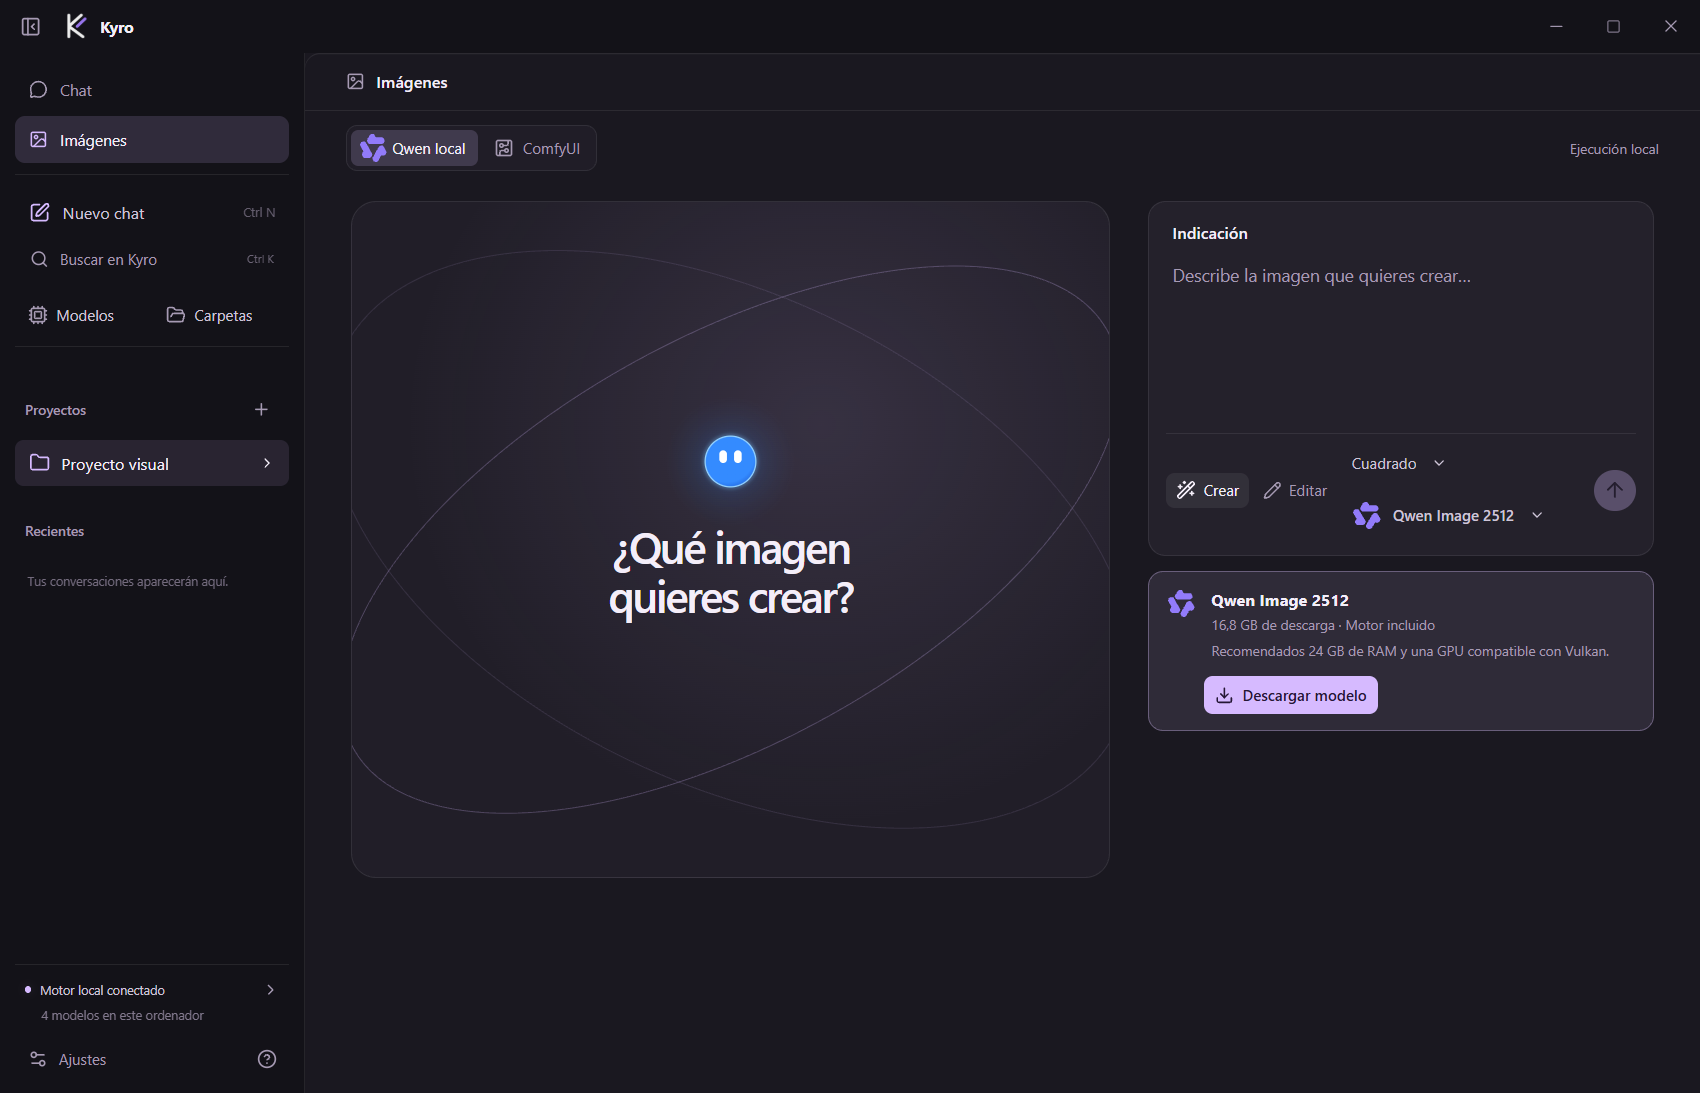 Kyro
Chat
Imágenes
Nuevo chat
Ctrl N
Buscar en Kyro
Ctrl K
Modelos
Carpetas
Proyectos
Proyecto visual
Recientes
Tus conversaciones aparecerán aquí.
Motor local conectado
4 modelos en este ordenador
Ajustes
Imágenes
Qwen local
ComfyUI
Ejecución local
¿Qué imagen
quieres crear?
Indicación
Describe la imagen que quieres crear...
Crear
Editar
Cuadrado
Qwen Image 2512
Qwen Image 2512
16,8 GB de descarga · Motor incluido
Recomendados 24 GB de RAM y una GPU compatible con Vulkan.
Descargar modelo